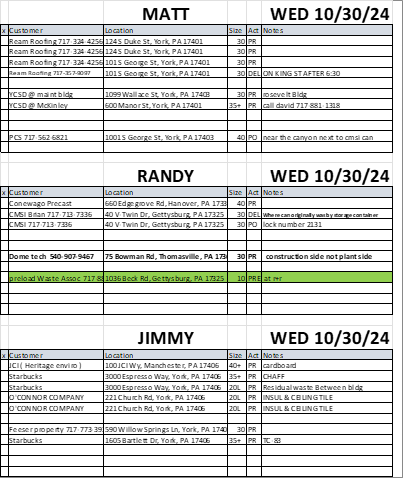 MATT WED 10/30/24
x Customer Location Size Act Notes
Ream Roofing 717-324-4256 124 S Duke St, York, PA 17401 30 PR
Ream Roofing 717-324-4256 124 S Duke St, York, PA 17401 30 PR
Ream Roofing 717-324-4256 101 S George St, York, PA 17401 30 PR
Ream Roofing 717-357-9097 101 S George St, York, PA 17401 30 DEL ON KING ST AFTER 6:30
YCSD @ maint bldg 1099 Wallace St, York, PA 17403 30 PR rosevelt Bldg
YCSD @ McKinley 600 Manor St, York, PA 17401 35+ PR call david 717 881-1318
PCS 717-562-6821 1001 S George St, York, PA 17403 40 PO near the canyon next to cmsi can
RANDY WED 10/30/24
x Customer Location Size Act Notes
Conewago Precast 660 Edgegrove Rd, Hanover, PA 1733 40 PR
CMSI Brian 717-713-7336 40 V-Twin Dr, Gettysburg, PA 17325 30 DEL Where can originally was by storage container
CMSI 717-713-7336 40 V-Twin Dr, Gettysburg, PA 17325 30 PO lock number 2131
Dome tech 540-907-9467 75 Bowman Rd, Thomasville, PA 173 30 PR construction side not plant side
preload Waste Assoc 717 88 1036 Beck Rd, Gettysburg, PA 17325 10 PRE at
JIMMY WED 10/30/24
x Customer Location Size Act Notes
JCI ( Heritage enviro ) 100 JCI Wy, Manchester, PA 17406 40+ PR cardboard
Starbucks 3000 Espresso Way, York, PA 17406 35+ PR CHAFF
Starbucks 3000 Espresso Way, York, PA 17406 20L PR Residual waste Between bldg
O'CONNOR COMPANY 221 Church Rd, York, PA 17406 20L PR INSUL & CEILING TILE
O'CONNOR COMPANY 221 Church Rd, York, PA 17406 20L PR INSUL & CEILING TILE
Feeser property 717-773-39 590 Willow Springs Ln, York, PA 1740 30 PR
Starbucks 1605 Bartlett Dr, York, PA 17406 35+ PR TC-83